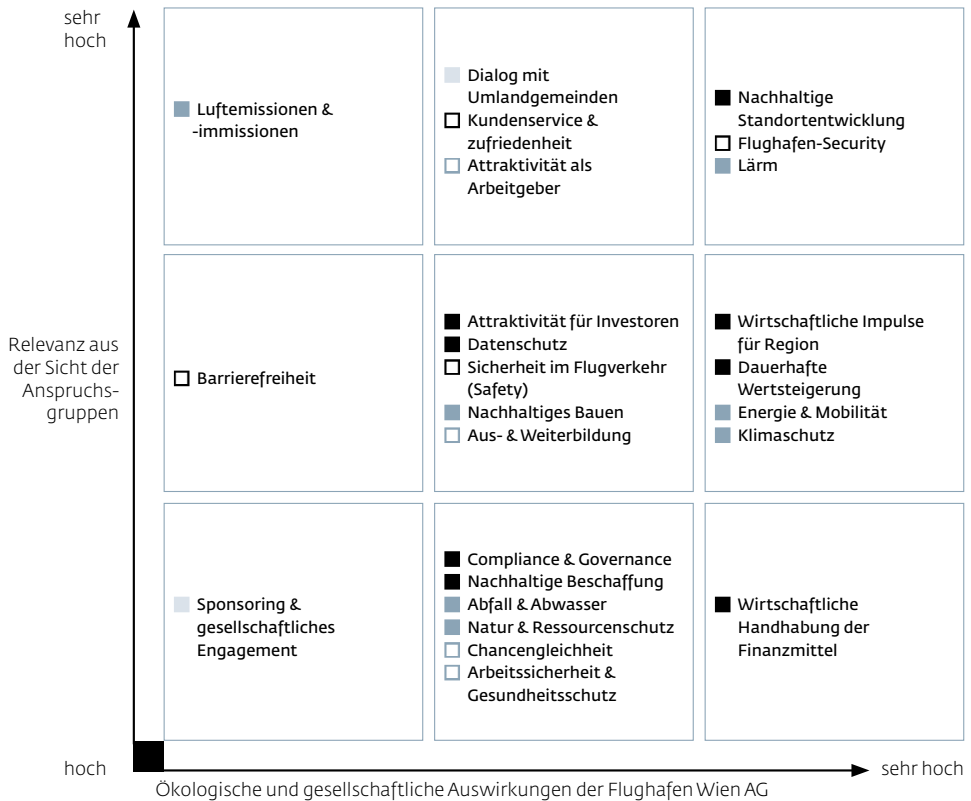 sehr
hoch
Luftemissionen &
-immissionen
Dialog mit
Umlandgemeinden
Kundenservice &
zufriedenheit
Attraktivität als
Arbeitgeber
Nachhaltige
Standortentwicklung
Flughafen-Security
Lärm
Relevanz aus
der Sicht der
Anspruchs-
gruppen
Barrierefreiheit
Attraktivität für Investoren
Datenschutz
Sicherheit im Flugverkehr
(Safety)
Nachhaltiges Bauen
Aus- & Weiterbildung
Wirtschaftliche Impulse
für Region
Dauerhafte
Wertsteigerung
Energie & Mobilität
Klimaschutz
Sponsoring &
gesellschaftliches
Engagement
Compliance & Governance
Nachhaltige Beschaffung
Abfall & Abwasser
Natur & Ressourcenschutz
Chancengleichheit
Arbeitssicherheit &
Gesundheitsschutz
Wirtschaftliche
Handhabung der
Finanzmittel
hoch
sehr hoch
Ökologische und gesellschaftliche Auswirkungen der Flughafen Wien AG